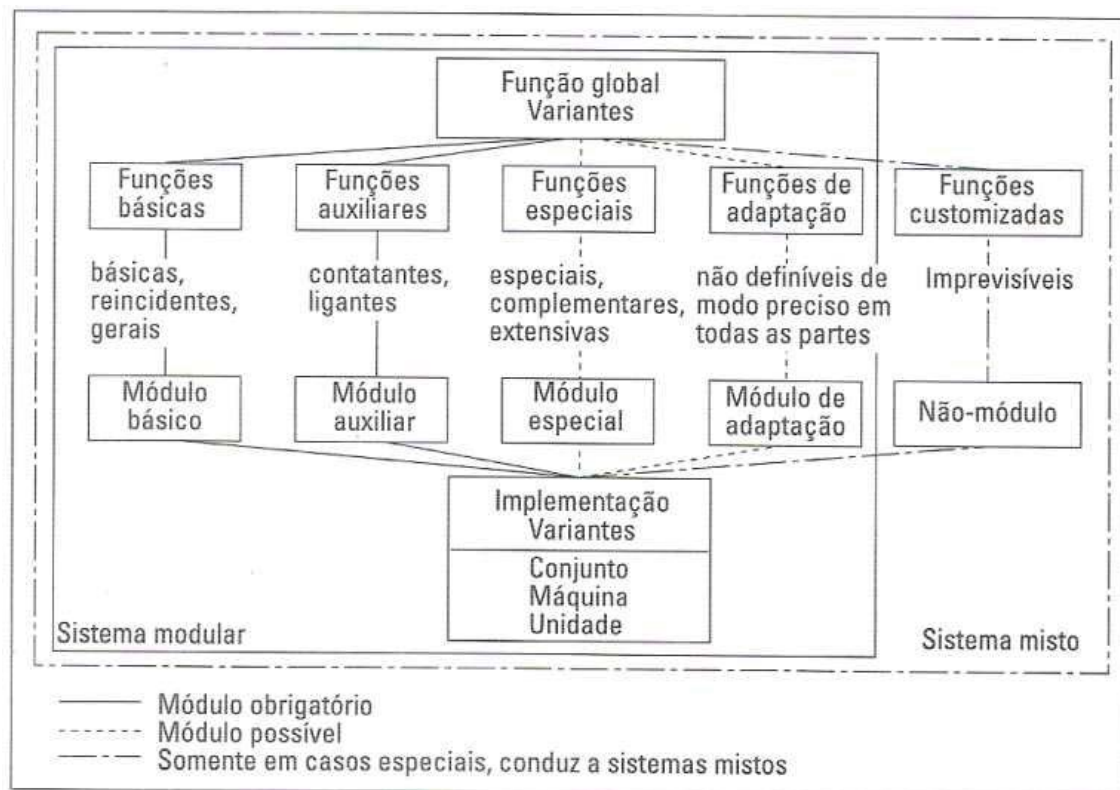 Função global
Variantes
Funções
básicas
Funções
auxiliares
Funções
especiais
Funções de
adaptação
Funções
customizadas
básicas,
reincidentes,
gerais
contatantes,
ligantes
especiais,
complementares,
extensivas
não definíveis de
modo preciso em
todas as partes
Imprevisíveis
Módulo
básico
Módulo
auxiliar
Módulo
especial
Módulo de
adaptação
Não-módulo
Implementação
Variantes
Conjunto
Máquina
Unidade
Sistema modular
Sistema misto
Módulo obrigatório
Módulo possível
Somente em casos especiais, conduz a sistemas mistos